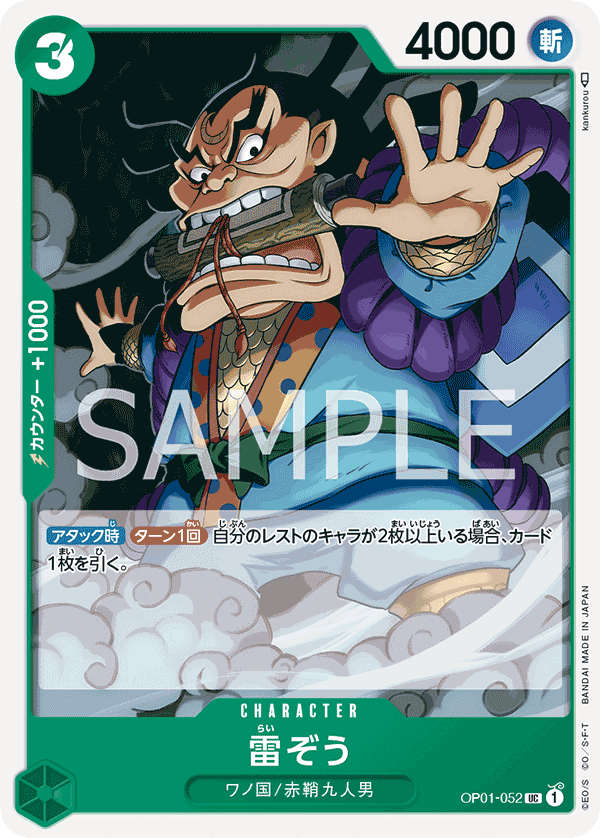 3
4000 斬
kankurou
カウンター +1000
SAMPLE
アタック時 ターン1回 自分のレストのキャラが2枚以上いる場合、カード
1枚を引く。
CHARACTER
雷ぞう
ワノ国/赤鞘九人男
OP01-052 UC 1
©E O/S ©O/S・F・T BANDAI MADE IN JAPAN